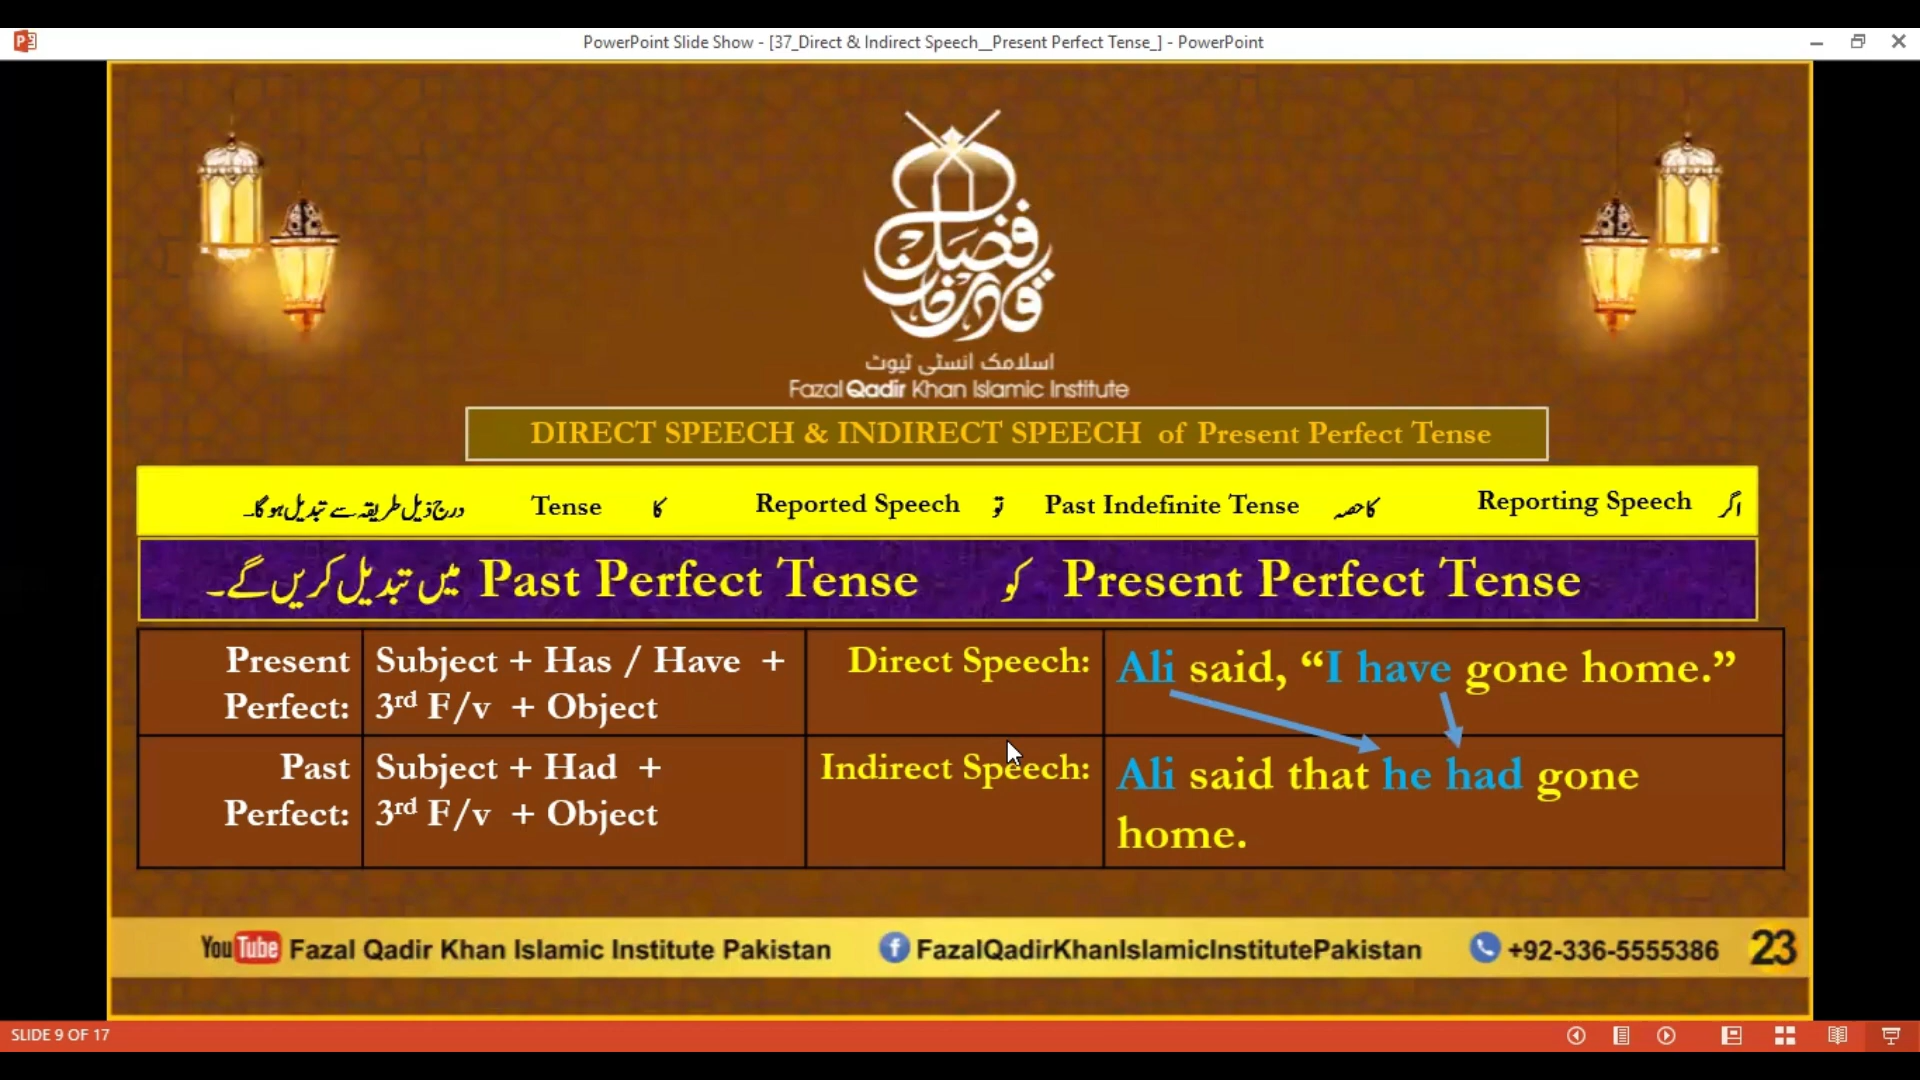 PowerPoint Slide Show - [37_Direct & Indirect Speech__Present Perfect Tense_] - PowerPoint
فضل قادر خان
اسلامک انسٹی ٹیوٹ
Fazal Qadir Khan Islamic Institute
DIRECT SPEECH & INDIRECT SPEECH of Present Perfect Tense
اگر Reporting Speech کا حصہ Past Indefinite Tense تو Reported Speech کا Tense درج ذیل طریقہ سے تبدیل ہو گا۔
Present Perfect Tense کو Past Perfect Tense میں تبدیل کریں گے۔
Present Perfect:
Subject + Has / Have +
3rd F/v + Object
Direct Speech:
Ali said, “I have gone home.”
Past Perfect:
Subject + Had +
3rd F/v + Object
Indirect Speech:
Ali said that he had gone
home.
YouTube Fazal Qadir Khan Islamic Institute Pakistan FazalQadirKhanIslamicInstitutePakistan +92-336-5555386 23
SLIDE 9 OF 17